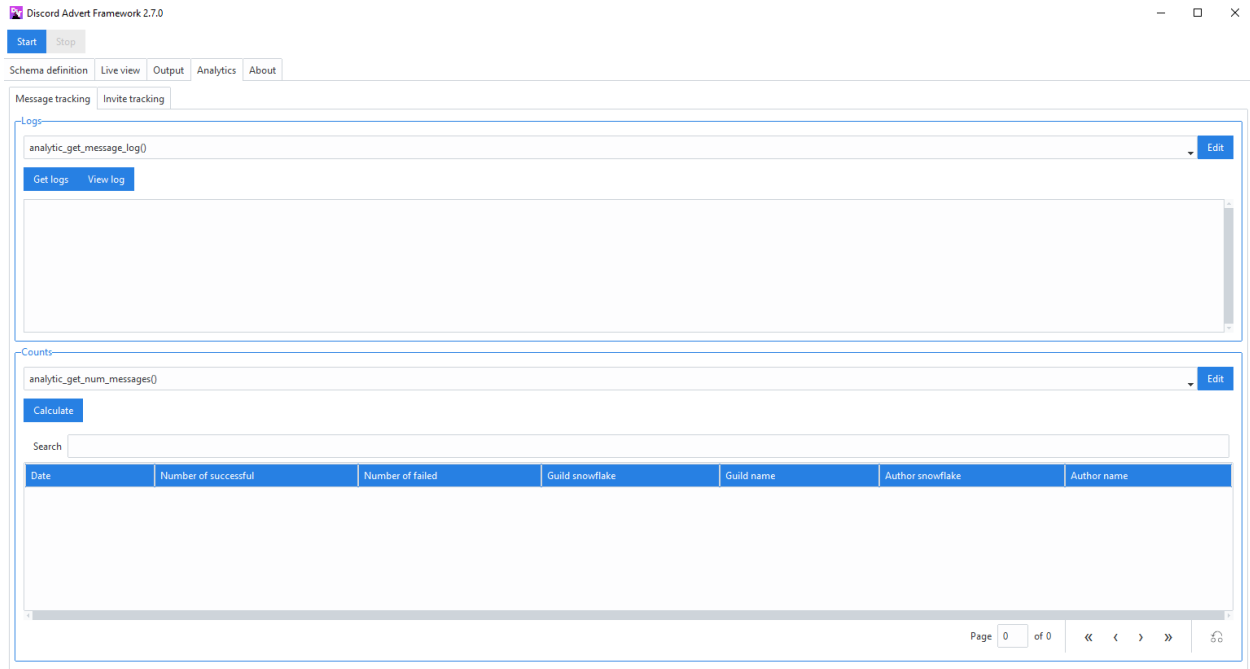 Discord Advert Framework 2.7.0
Start Stop
Schema definition Live view Output Analytics About
Message tracking Invite tracking
Logs
analytic_get_message_log() Edit
Get logs View log
Counts
analytic_get_num_messages() Edit
Calculate
Search
Date Number of successful Number of failed Guild snowflake Guild name Author snowflake Author name
Page 0 of 0